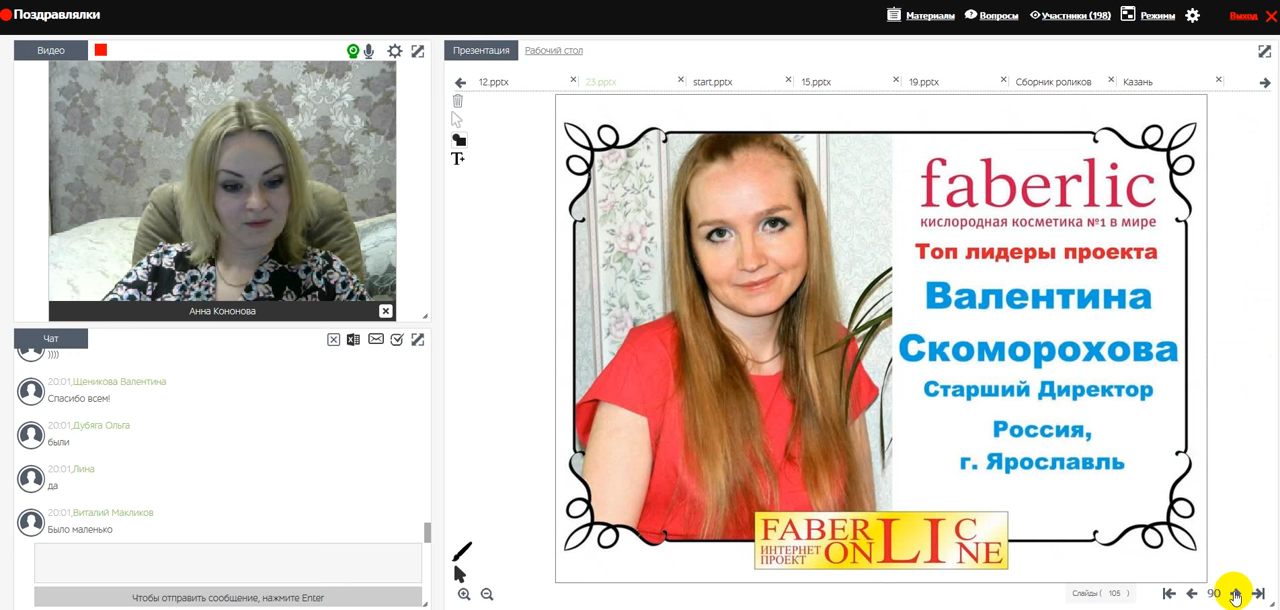 Поздравлялки
Материалы
Вопросы
Участники (198)
Режимы
Выход
Видео
Анна Кононова
Чат
))))
20:01,Щеникова Валентина
Спасибо всем!
20:01,Дубяга Ольга
были
20:01,Лина
да
20:01,Виталий Макликов
Было маленько
Чтобы отправить сообщение, нажмите Enter
Презентация
Рабочий стол
12.pptx
23.pptx
start.pptx
15.pptx
19.pptx
Сборник роликов
Казань
faberlic
кислородная косметика №1 в мире
Топ лидеры проекта
Валентина
Скоморохова
Старший Директор
Россия,
г. Ярославль
FABERLIC
ИНТЕРНЕТ
ПРОЕКТ
ONLINE
Слайды ( 105 )
90